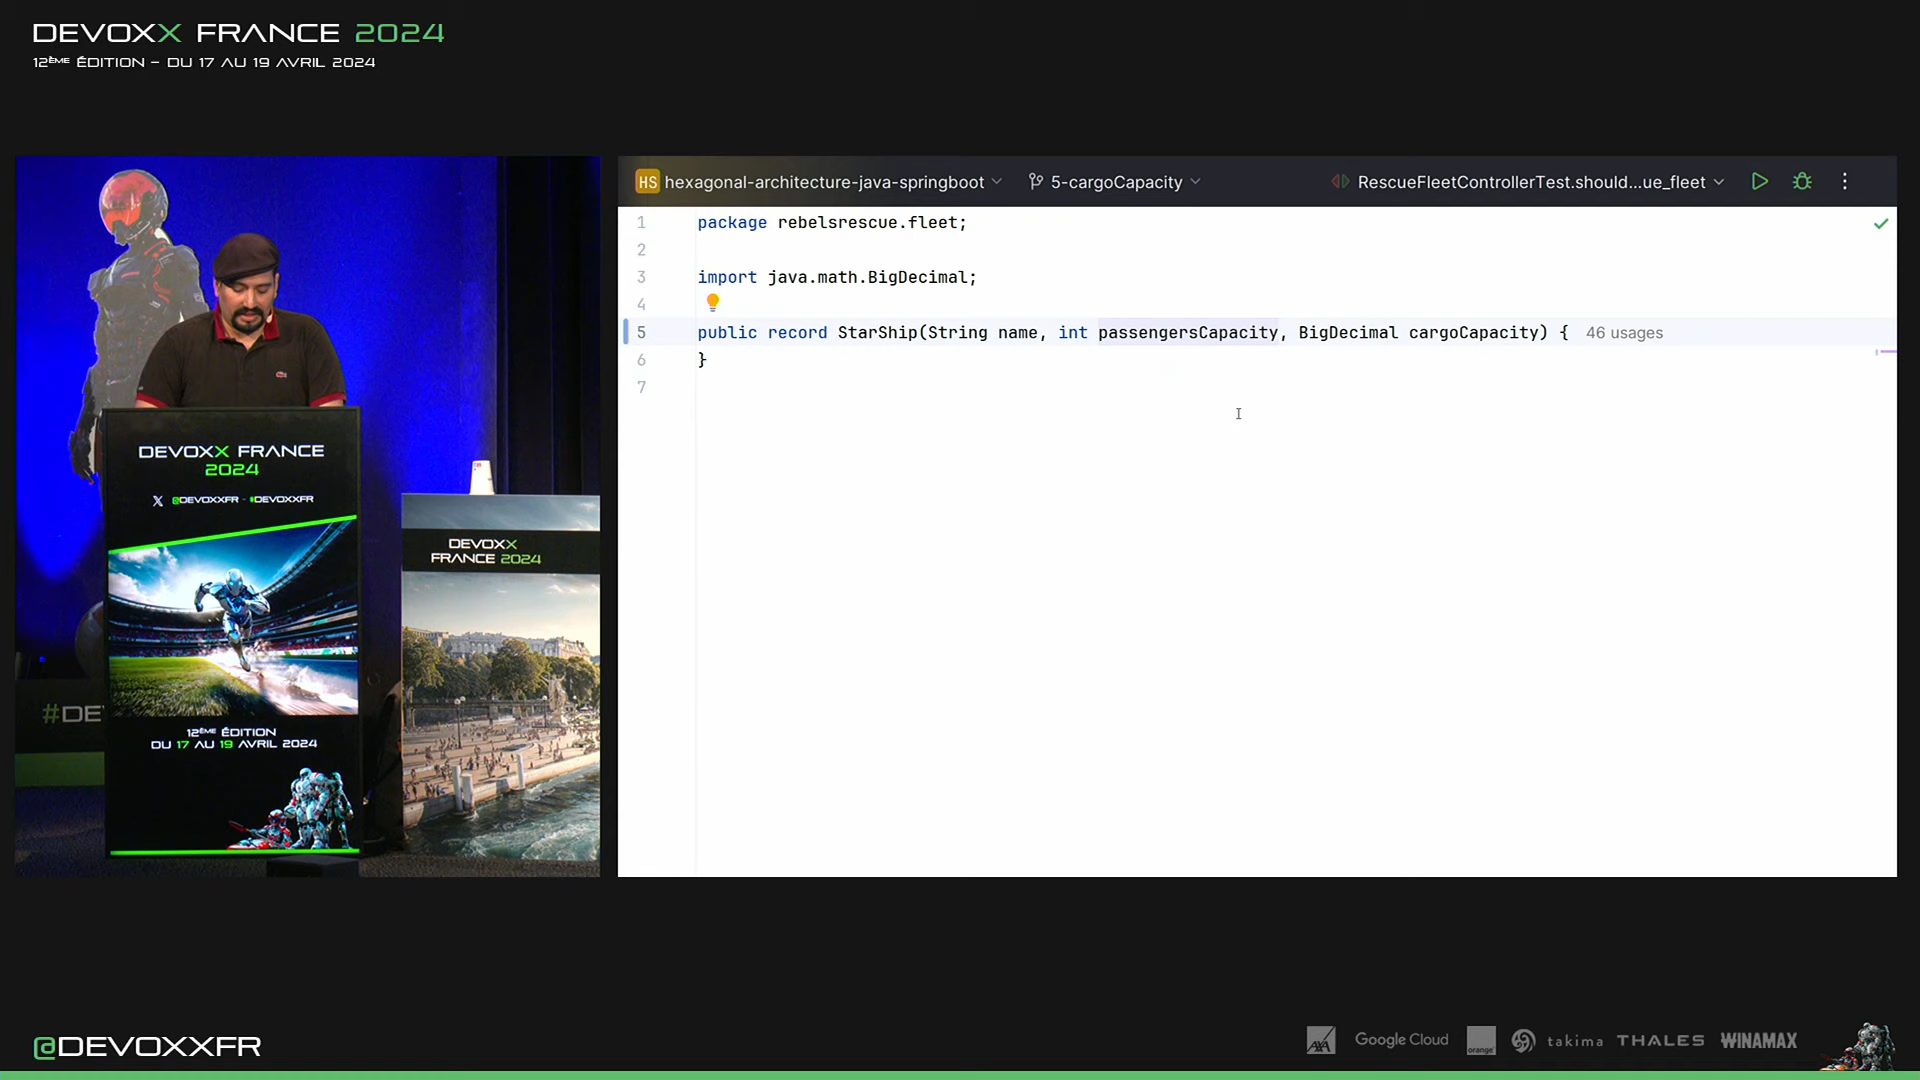 DEVOXX FRANCE 2024
12ÈME ÉDITION – DU 17 AU 19 AVRIL 2024
HS hexagonal-architecture-java-springboot 5-cargoCapacity RescueFleetControllerTest.should...ue_fleet
1 package rebelsrescue.fleet;
2
3 import java.math.BigDecimal;
4
5 public record StarShip(String name, int passengersCapacity, BigDecimal cargoCapacity) { 46 usages
6 }
7
DEVOXX FRANCE
2024
X @DEVOXXFR - #DEVOXXFR
DEVOXX
FRANCE 2024
#DE
12ÈME ÉDITION
DU 17 AU 19 AVRIL 2024
@DEVOXXFR
AXA Google Cloud orange takima THALES WINAMAX